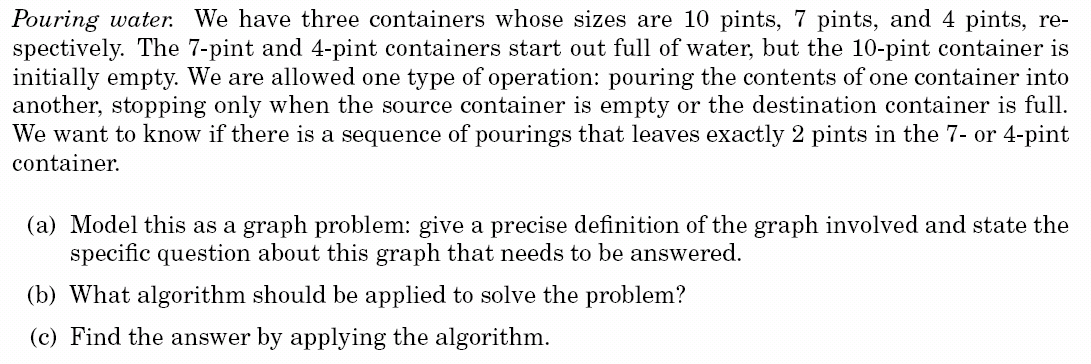 Pouring water. We have three containers whose sizes are 10 pints, 7 pints, and 4 pints, re-
spectively. The 7-pint and 4-pint containers start out full of water, but the 10-pint container is
initially empty. We are allowed one type of operation: pouring the contents of one container into
another, stopping only when the source container is empty or the destination container is full.
We want to know if there is a sequence of pourings that leaves exactly 2 pints in the 7- or 4-pint
container.
(a) Model this as a graph problem: give a precise definition of the graph involved and state the
specific question about this graph that needs to be answered.
(b) What algorithm should be applied to solve the problem?
(c) Find the answer by applying the algorithm.